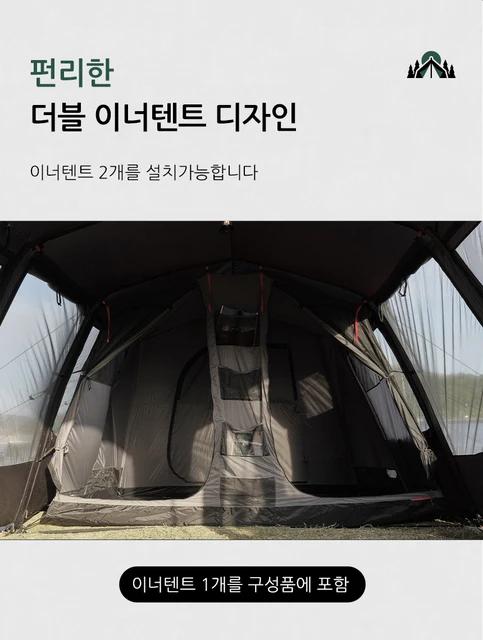 펀리한
더블 이너텐트 디자인
이너텐트 2개를 설치가능합니다
이너텐트 1개를 구성품에 포함